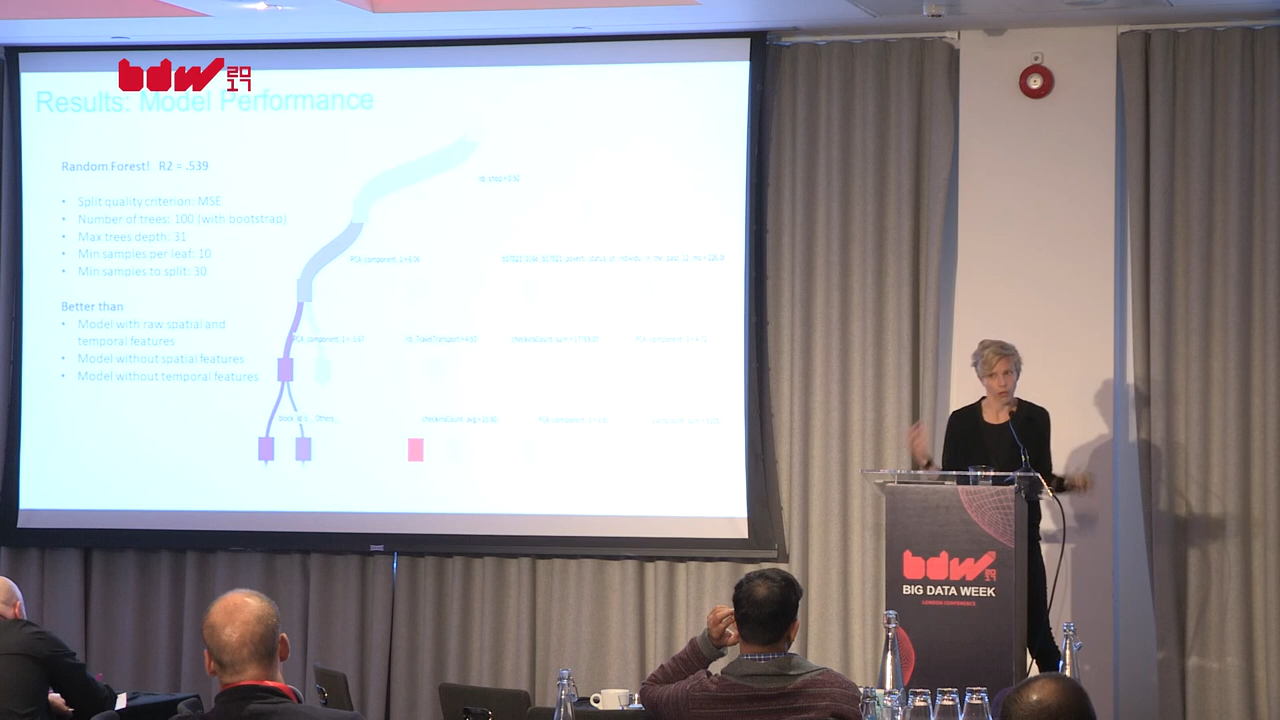 bdw 2017
Results: Model Performance
Random Forest! R2 = .539
• Split quality criterion: MSE
• Number of trees: 100 (with bootstrap)
• Max trees depth: 31
• Min samples per leaf: 10
• Min samples to split: 30
Better than
• Model with raw spatial and
temporal features
• Model without spatial features
• Model without temporal features
bdw 2017
BIG DATA WEEK
LONDON CONFERENCE